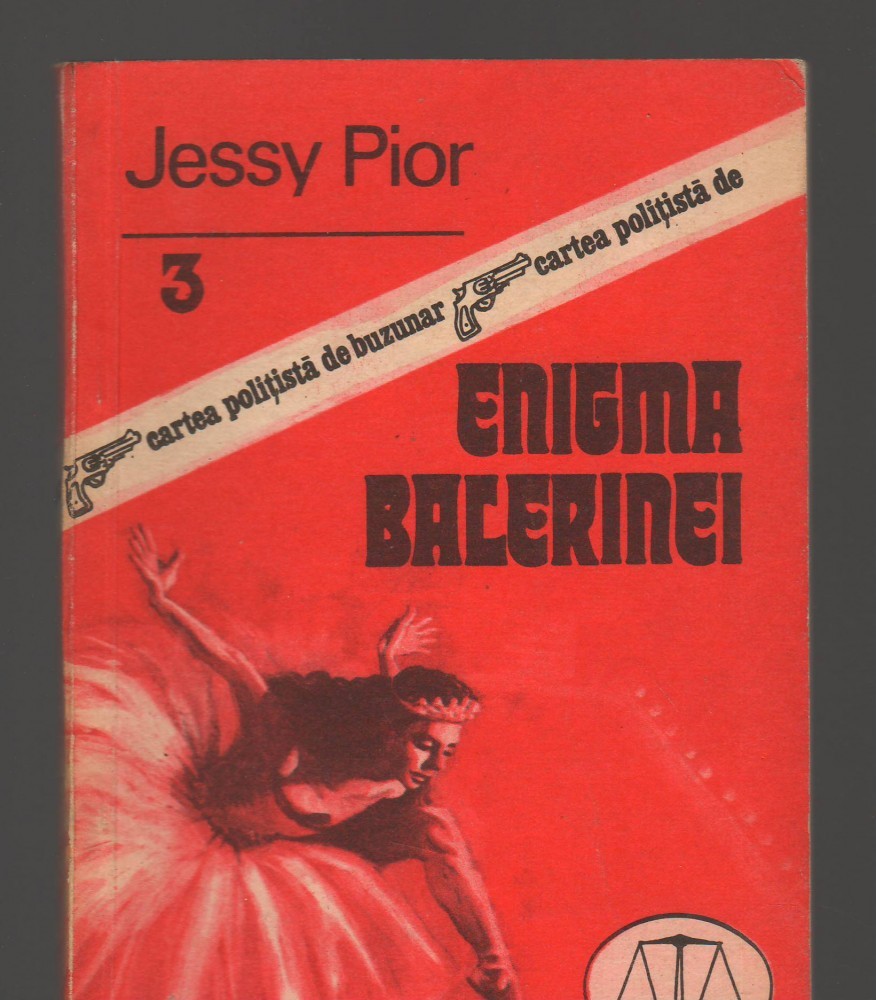 Jessy Pior
3
cartea polițistă de buzunar cartea polițistă de
ENIGMA
BALERINEI